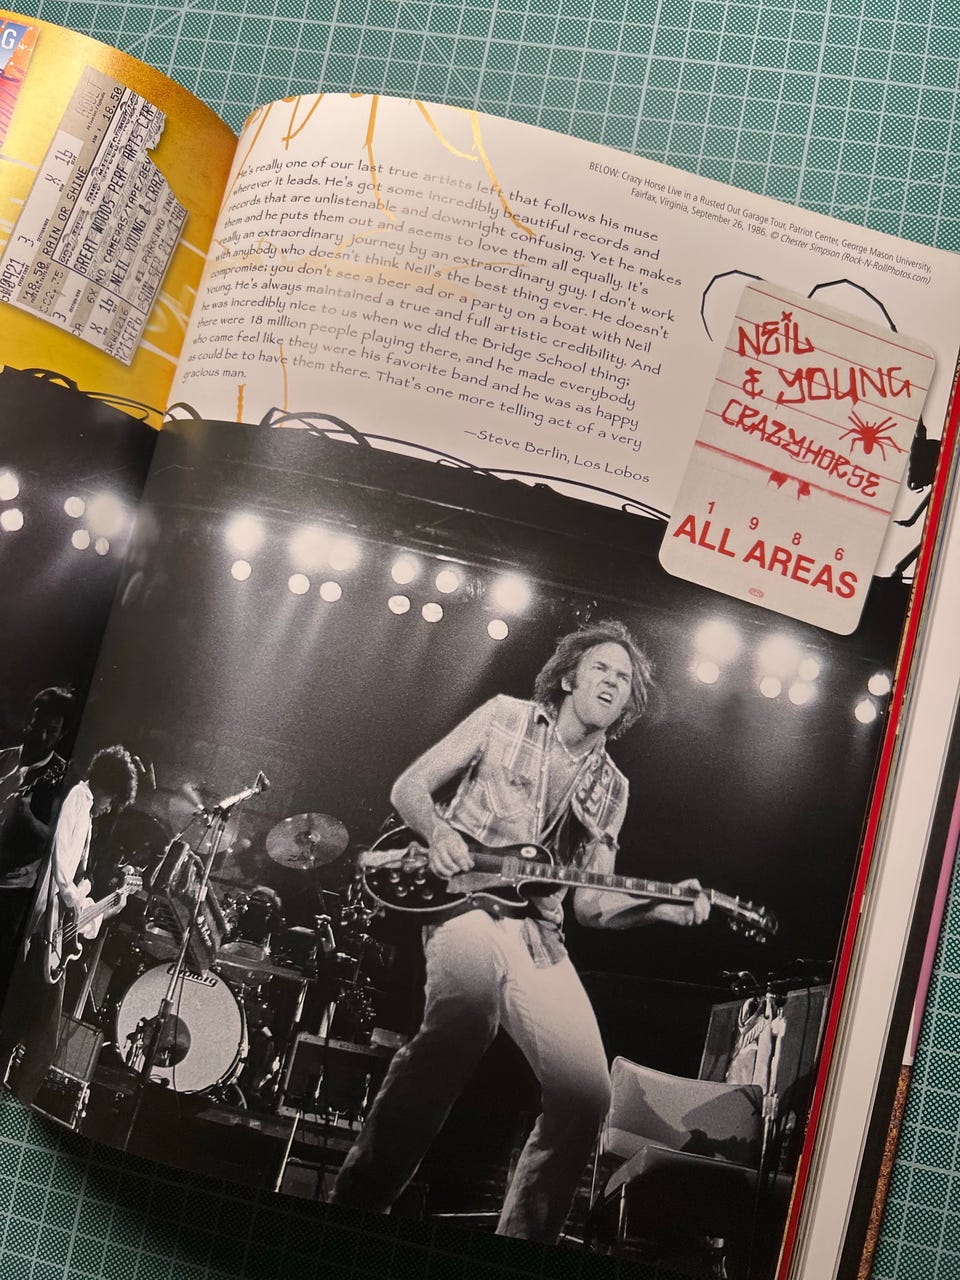 G
ADULT
18.50
X 16
RAIN OR SHINE
GREAT WOODS PERF ARTS CTR
NEIL YOUNG & CRAZY
He's really one of our last true artists left that follows his muse
wherever it leads. He's got some incredibly beautiful records and
records that are unlistenable and downright confusing. Yet he makes
them and he puts them out and seems to love them all equally. It's
really an extraordinary journey by an extraordinary guy. I don't work
with anybody who doesn't think Neil's the best thing ever. He doesn't
compromise; you don't see a beer ad or a party on a boat with Neil
Young. He's always maintained a true and full artistic credibility. And
he was incredibly nice to us when we did the Bridge School thing;
there were 18 million people playing there, and he made everybody
who came feel like they were his favorite band and he was as happy
as could be to have them there. That's one more telling act of a very
gracious man.
—Steve Berlin, Los Lobos
BELOW: Crazy Horse Live in a Rusted Out Garage Tour, Patriot Center, George Mason University,
Fairfax, Virginia, September 26, 1986. © Chester Simpson (Rock-N-RollPhotos.com)
NEIL
& YOUNG
CRAZYHORSE
1986
ALL AREAS
Ludwig